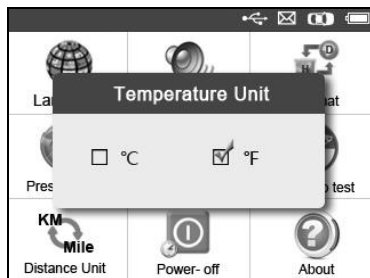 La
at
Temperature Unit
°C °F
Pres
o test
KM
Mile
Distance Unit Power- off About